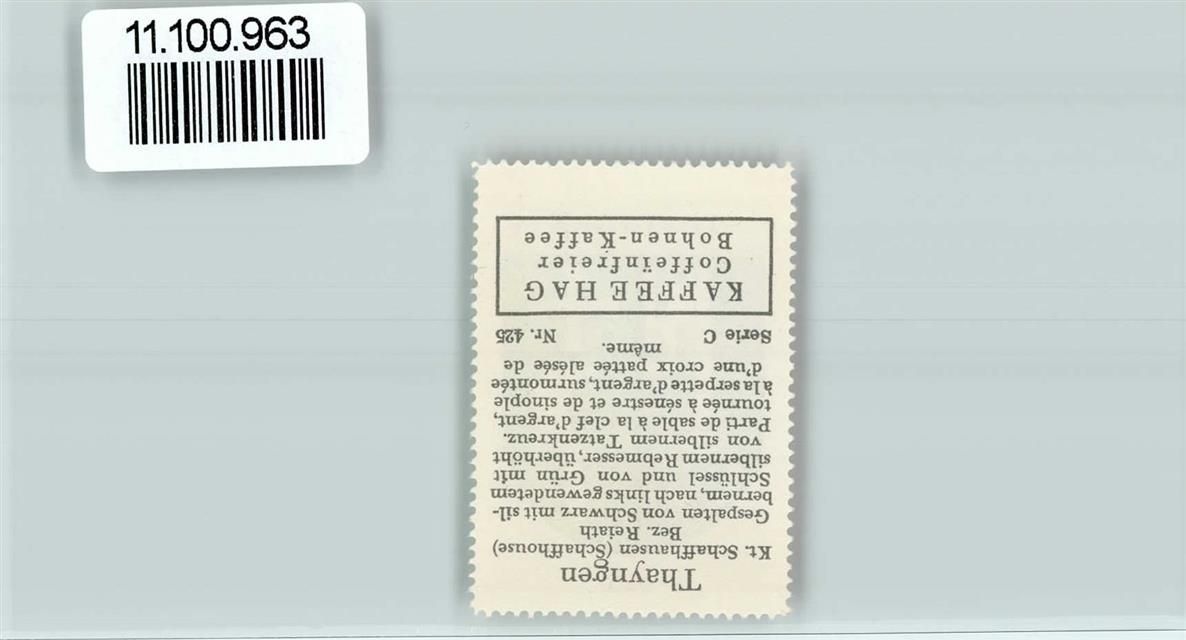 11.100.963
Thayngen
Kt. Schaffhausen (Schaffhouse)
Bez. Reiath
Gespalten von Schwarz mit sil-
bernem, nach links gewendetem
Schlüssel und von Grün mit
silbernem Rebmesser, überhöht
von silbernem Tatzenkreuz.
Parti de sable à la clef d'argent,
tournée à sénestre et de sinople
à la serpette d'argent, surmontée
d'une croix pattée alésée de
même.
Serie C Nr. 425
KAFFEE HAG
Coffeïnfreier
Bohnen-Kaffee